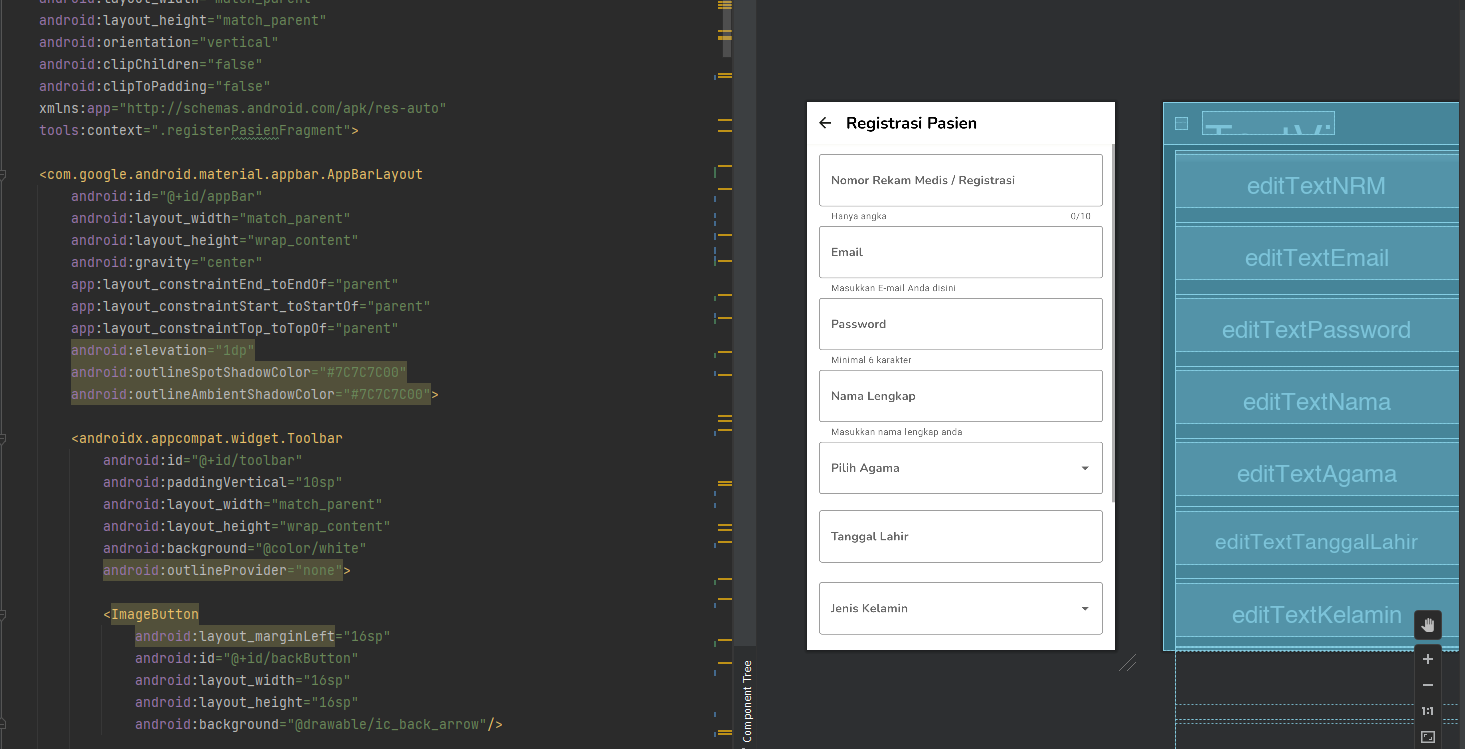 android:layout_width="match_parent"
android:layout_height="match_parent"
android:orientation="vertical"
android:clipChildren="false"
android:clipToPadding="false"
xmlns:app="http://schemas.android.com/apk/res-auto"
tools:context=".registerPasienFragment">
<com.google.android.material.appbar.AppBarLayout
android:id="@+id/appBar"
android:layout_width="match_parent"
android:layout_height="wrap_content"
android:gravity="center"
app:layout_constraintEnd_toEndOf="parent"
app:layout_constraintStart_toStartOf="parent"
app:layout_constraintTop_toTopOf="parent"
android:elevation="1dp"
android:outlineSpotShadowColor="#7C7C7C00"
android:outlineAmbientShadowColor="#7C7C7C00">
<androidx.appcompat.widget.Toolbar
android:id="@+id/toolbar"
android:paddingVertical="10sp"
android:layout_width="match_parent"
android:layout_height="wrap_content"
android:background="@color/white"
android:outlineProvider="none">
<ImageButton
android:layout_marginLeft="16sp"
android:id="@+id/backButton"
android:layout_width="16sp"
android:layout_height="16sp"
android:background="@drawable/ic_back_arrow"/>
Component Tree
Registrasi Pasien
Nomor Rekam Medis / Registrasi
Hanya angka 0/10
Email
Masukkan E-mail Anda disini
Password
Minimal 6 karakter
Nama Lengkap
Masukkan nama lengkap anda
Pilih Agama
Tanggal Lahir
Jenis Kelamin
editTextNRM
editTextEmail
editTextPassword
editTextNama
editTextAgama
editTextTanggalLahir
editTextKelamin
1:1